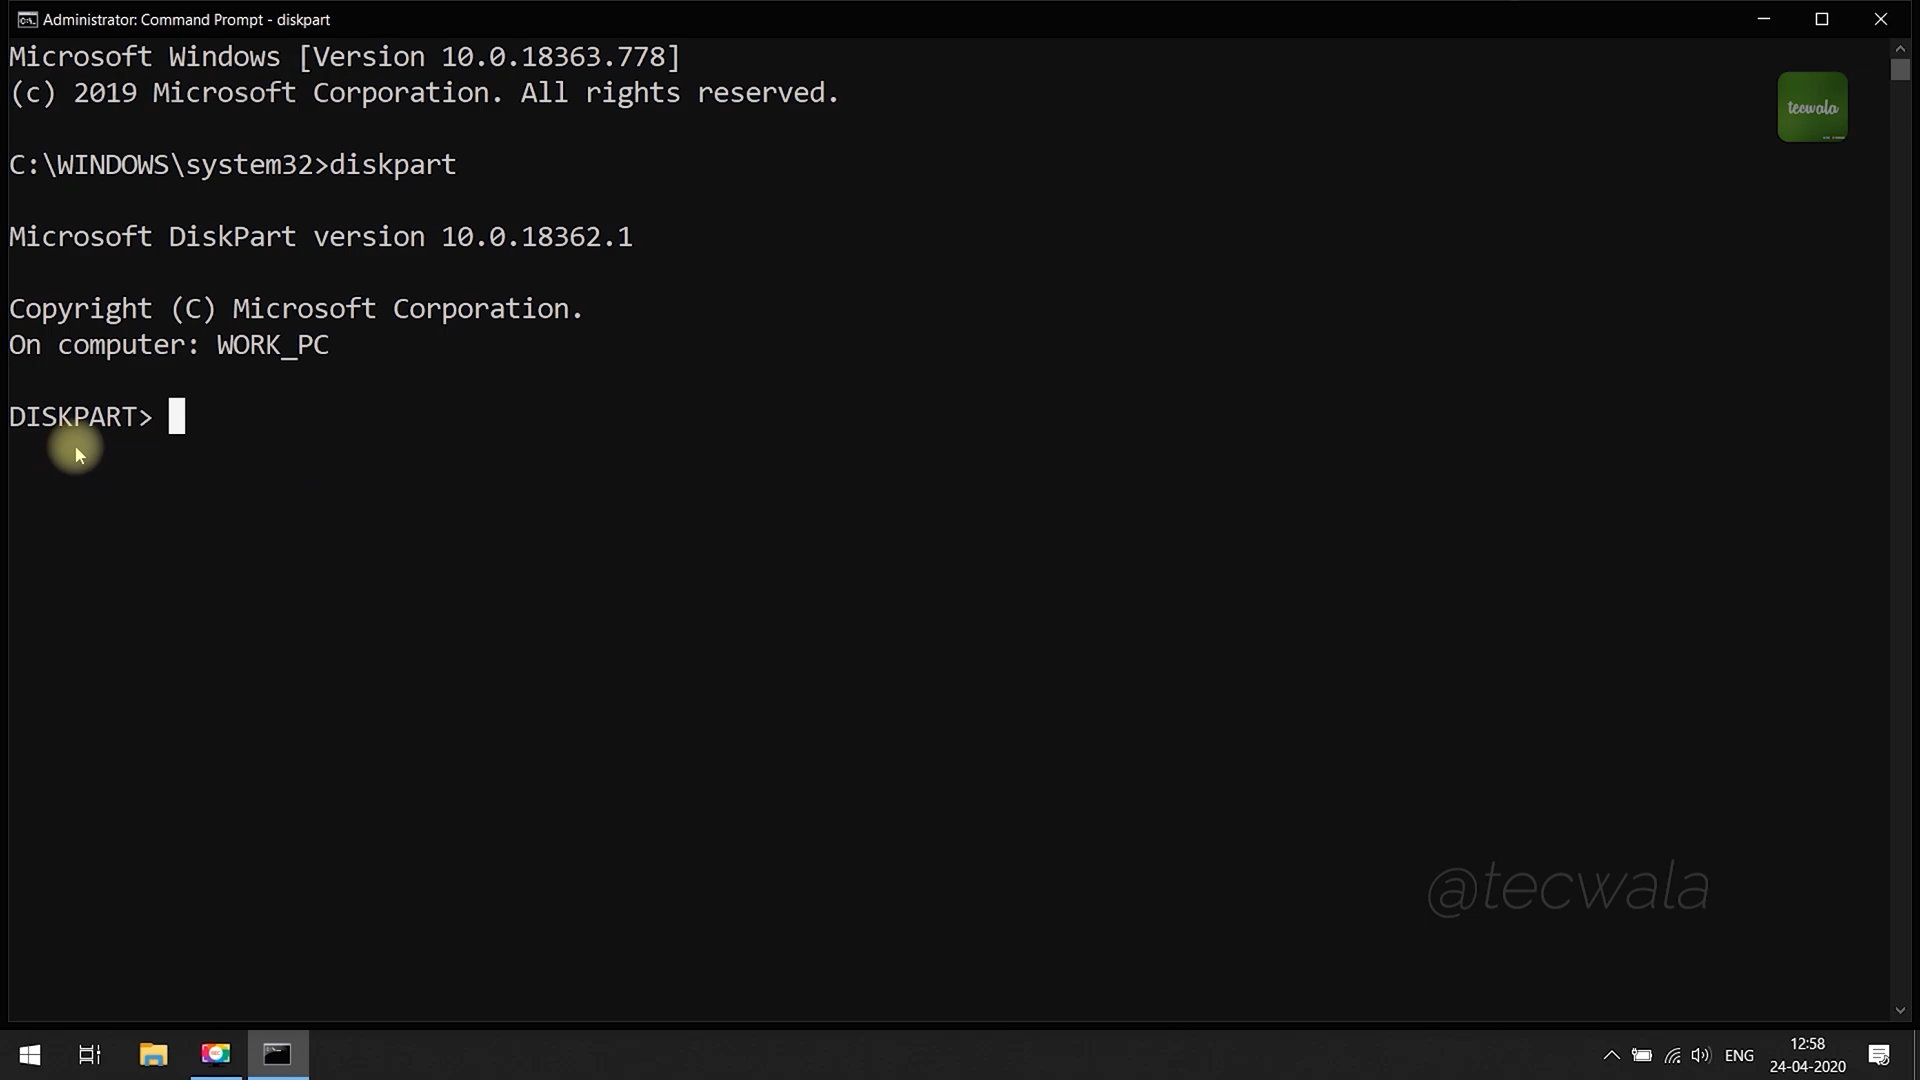 Administrator: Command Prompt - diskpart
Microsoft Windows [Version 10.0.18363.778]
(c) 2019 Microsoft Corporation. All rights reserved.
tecwala
C:\WINDOWS\system32>diskpart
Microsoft DiskPart version 10.0.18362.1
Copyright (C) Microsoft Corporation.
On computer: WORK_PC
DISKPART>
@tecwala
ENG
12:58
24-04-2020